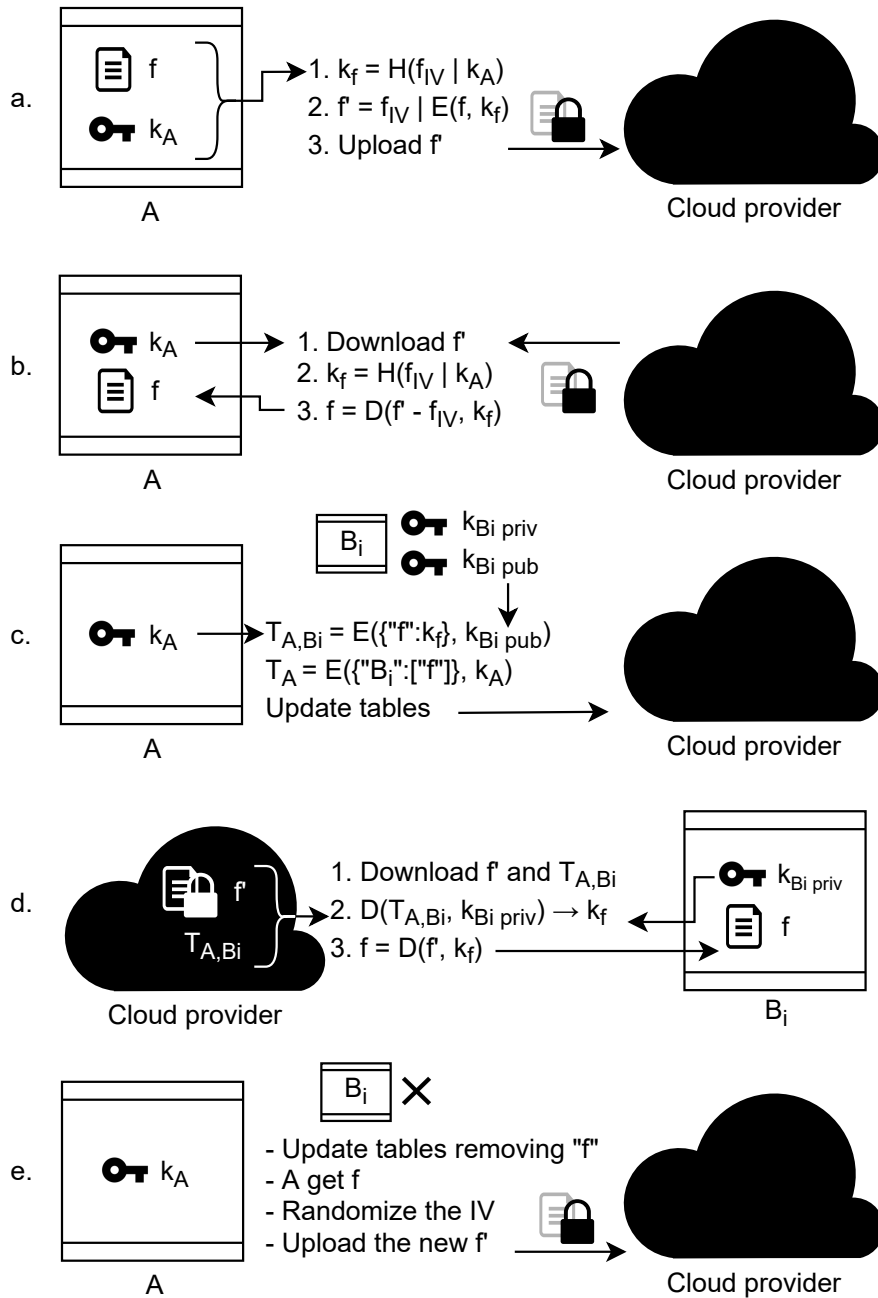 a.
f
k_A
A
1. k_f = H(f_IV | k_A)
2. f' = f_IV | E(f, k_f)
3. Upload f'
Cloud provider
b.
k_A
f
A
1. Download f'
2. k_f = H(f_IV | k_A)
3. f = D(f' - f_IV, k_f)
Cloud provider
c.
B_i
k_Bi priv
k_Bi pub
k_A
A
T_A,Bi = E({"f":k_f}, k_Bi pub)
T_A = E({"B_i":["f"]}, k_A)
Update tables
Cloud provider
d.
f'
T_A,Bi
Cloud provider
1. Download f' and T_A,Bi
2. D(T_A,Bi, k_Bi priv) → k_f
3. f = D(f', k_f)
k_Bi priv
f
B_i
e.
k_A
A
B_i
- Update tables removing "f"
- A get f
- Randomize the IV
- Upload the new f'
Cloud provider